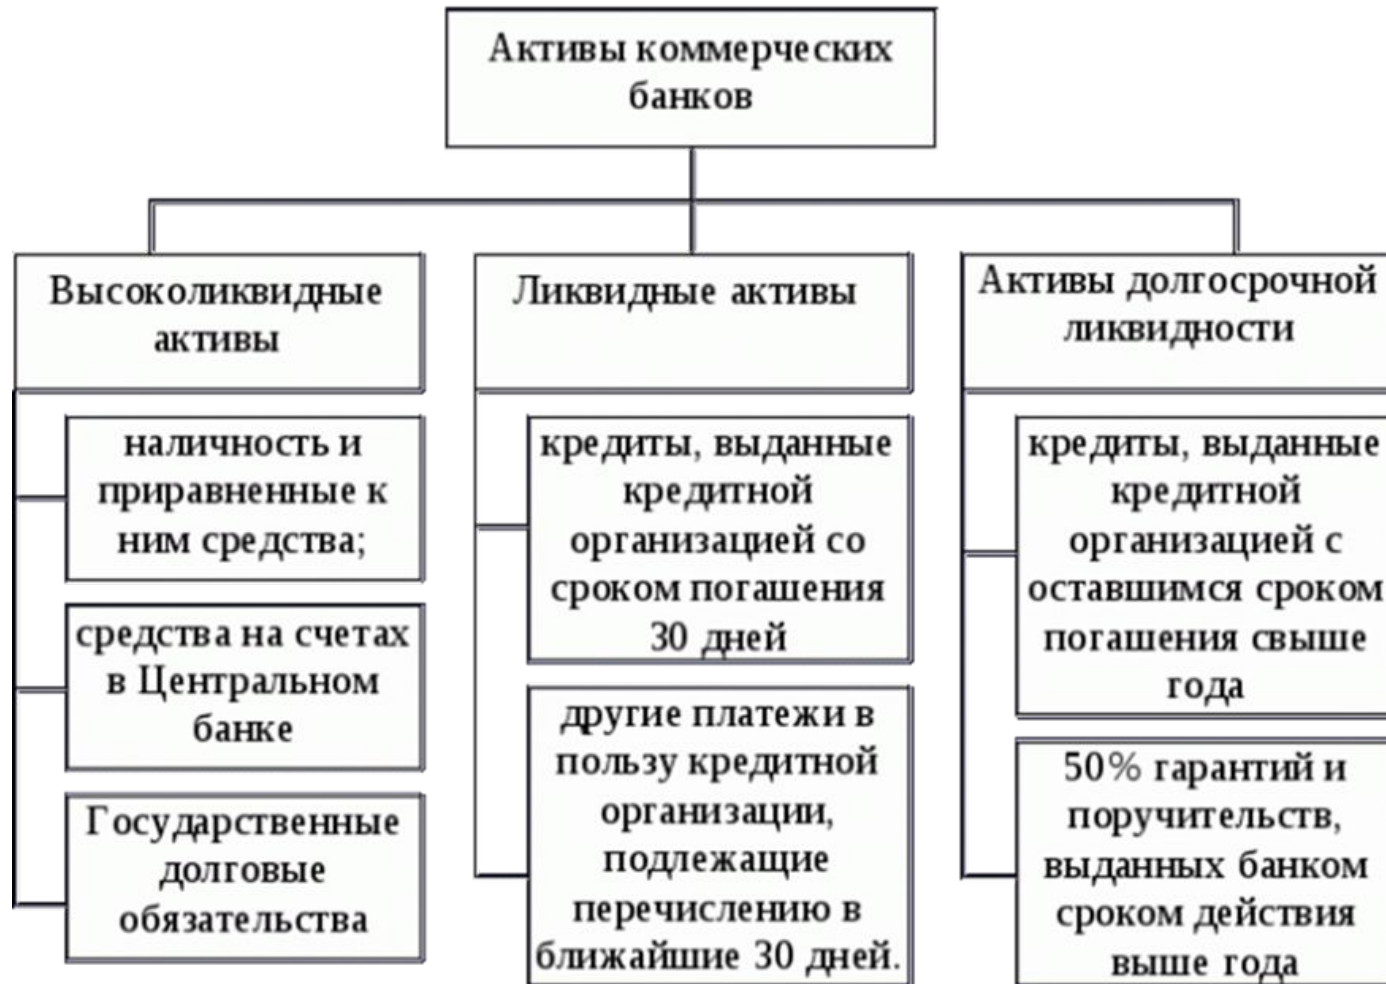 Активы коммерческих
банков
Высоколиквидные
активы
наличность и
приравненные к
ним средства;
средства на счетах
в Центральном
банке
Государственные
долговые
обязательства
Ликвидные активы
кредиты, выданные
кредитной
организацией со
сроком погашения
30 дней
другие платежи в
пользу кредитной
организации,
подлежащие
перечислению в
ближайшие 30 дней.
Активы долгосрочной
ликвидности
кредиты, выданные
кредитной
организацией с
оставшимся сроком
погашения свыше
года
50% гарантий и
поручительств,
выданных банком
сроком действия
выше года